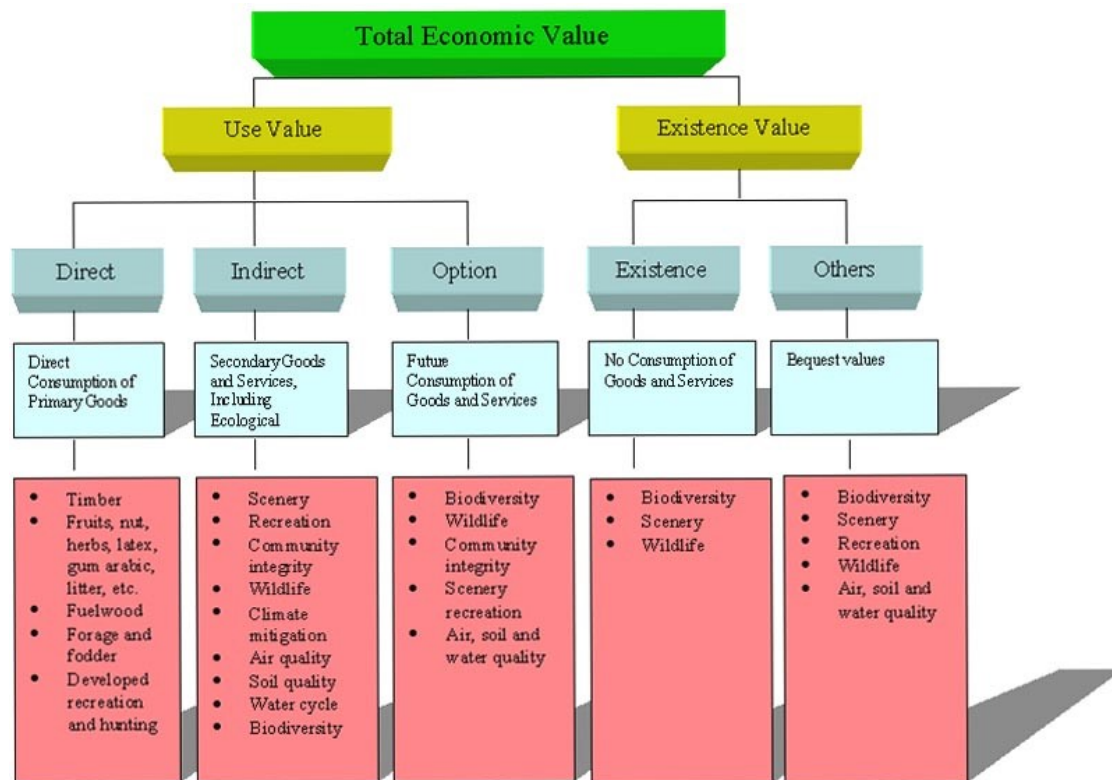 Total Economic Value
Use Value
Existence Value
Direct
Indirect
Option
Existence
Others
Direct
Consumption of
Primary Goods
Secondary Goods
and Services,
Including
Ecological
Future
Consumption of
Goods and Services
No Consumption of
Goods and Services
Bequest values
• Timber
• Fruits, nut,
herbs, latex,
gum arabic,
litter, etc.
• Fuelwood
• Forage and
fodder
• Developed
recreation
and hunting
• Scenery
• Recreation
• Community
integrity
• Wildlife
• Climate
mitigation
• Air quality
• Soil quality
• Water cycle
• Biodiversity
• Biodiversity
• Wildlife
• Community
integrity
• Scenery
recreation
• Air, soil and
water quality
• Biodiversity
• Scenery
• Wildlife
• Biodiversity
• Scenery
• Recreation
• Wildlife
• Air, soil and
water quality